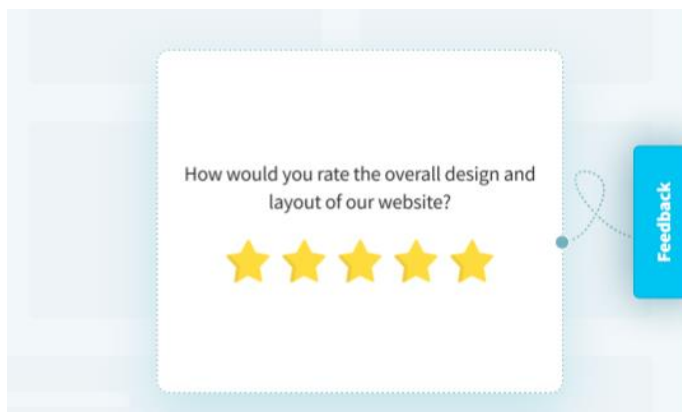 How would you rate the overall design and
layout of our website?
Feedback